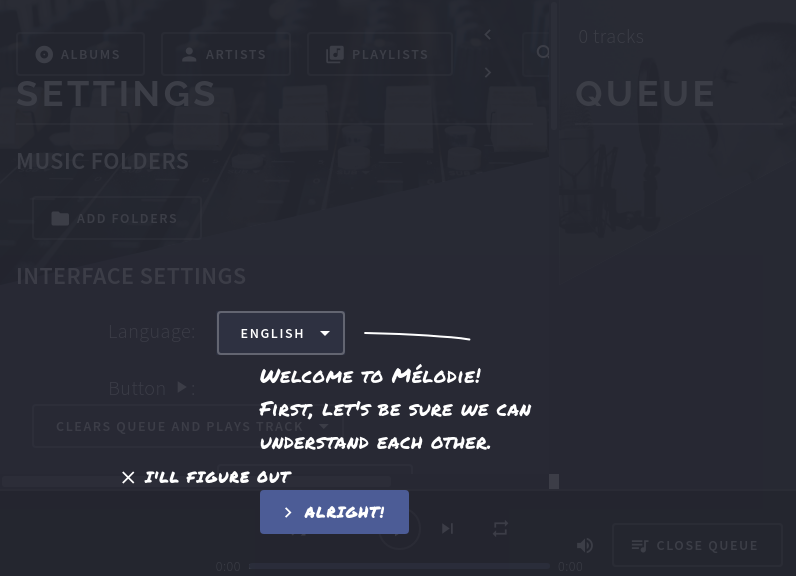 ALBUMS
ARTISTS
PLAYLISTS
0 tracks
SETTINGS
QUEUE
MUSIC FOLDERS
ADD FOLDERS
INTERFACE SETTINGS
Language:
ENGLISH
Welcome to Mélodie!
First, let's be sure we can
understand each other.
Button :
CLEARS QUEUE AND PLAYS TRACK
I'll figure out
Alright!
CLOSE QUEUE
0:00
0:00